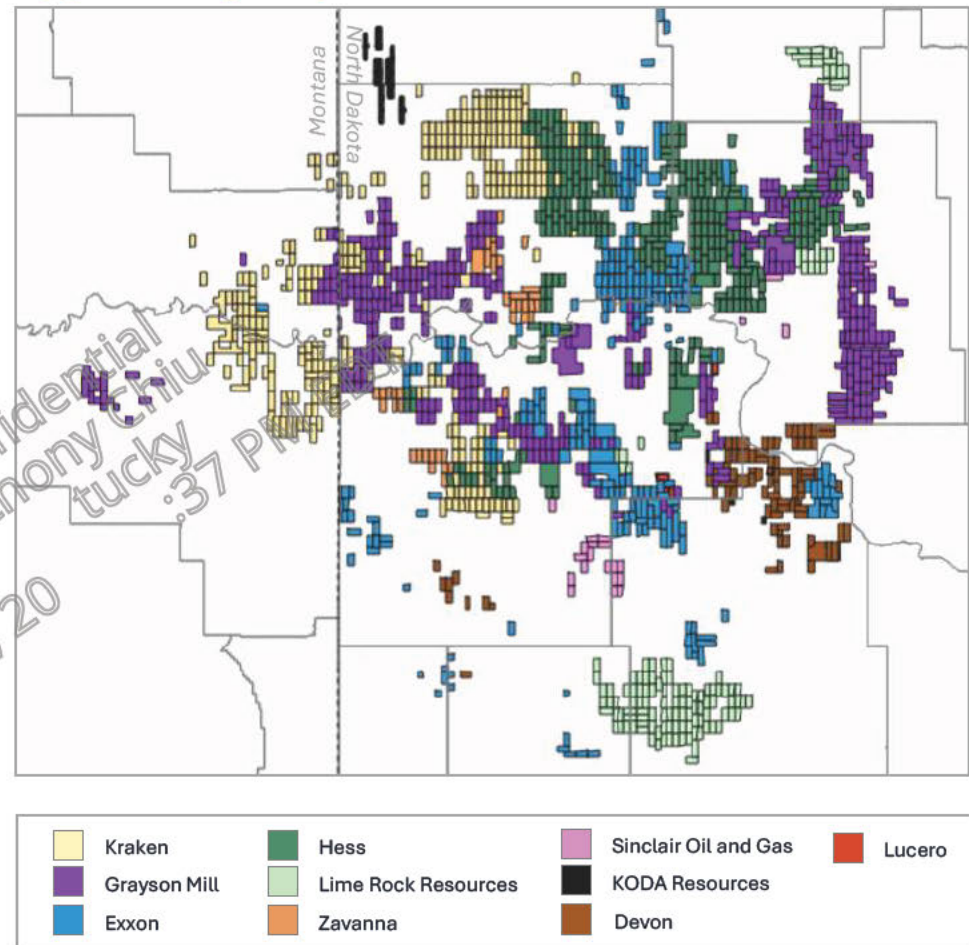 Montana
North Dakota
Kraken
Grayson Mill
Exxon
Hess
Lime Rock Resources
Zavanna
Sinclair Oil and Gas
KODA Resources
Devon
Lucero